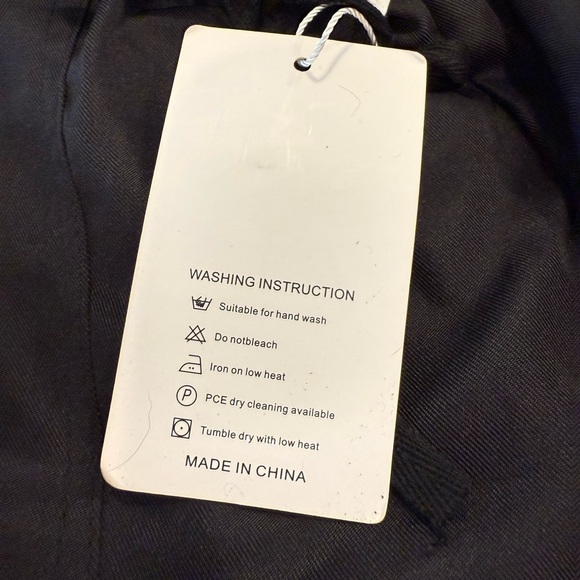 WASHING INSTRUCTION
Suitable for hand wash
Do notbleach
Iron on low heat
P PCE dry cleaning available
Tumble dry with low heat
MADE IN CHINA